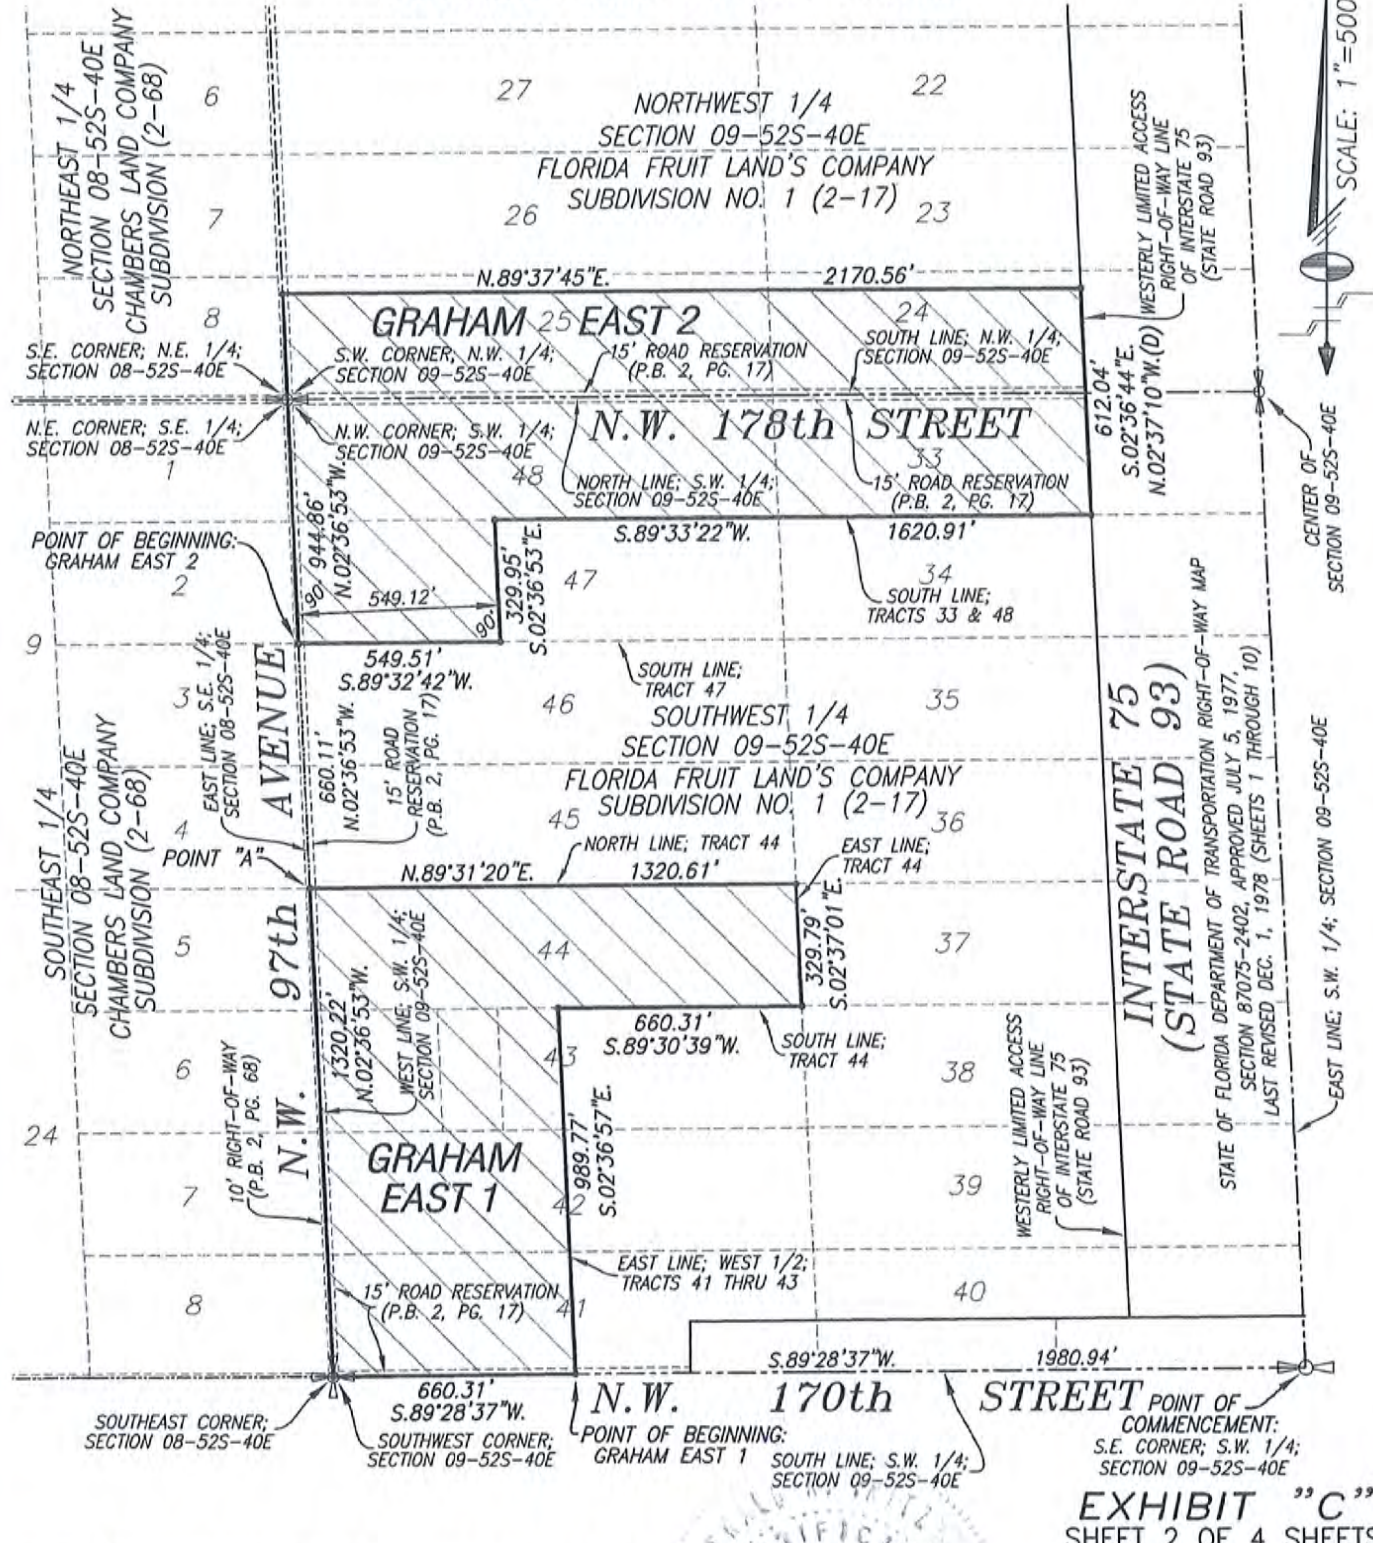 SCALE: 1"=500
NORTHEAST 1/4
SECTION 08-52S-40E
CHAMBERS LAND COMPANY
SUBDIVISION (2-68)
6
27
22
NORTHWEST 1/4
SECTION 09-52S-40E
FLORIDA FRUIT LAND'S COMPANY
SUBDIVISION NO. 1 (2-17)
7
26
23
WESTERLY LIMITED ACCESS
RIGHT-OF-WAY LINE
OF INTERSTATE 75
(STATE ROAD 93)
N.89°37'45"E.
2170.56'
8
GRAHAM EAST 2
25
24
S.E. CORNER; N.E. 1/4;
SECTION 08-52S-40E
S.W. CORNER, N.W. 1/4;
SECTION 09-52S-40E
15' ROAD RESERVATION
(P.B. 2, PG. 17)
SOUTH LINE; N.W. 1/4;
SECTION 09-52S-40E
612.04'
S.02°36'44"E.
N.02°37'10"W.(D)
N.E. CORNER; S.E. 1/4;
SECTION 08-52S-40E
N.W. CORNER; S.W. 1/4;
SECTION 09-52S-40E
N.W. 178th STREET
CENTER OF
SECTION 09-52S-40E
1
48
33
NORTH LINE; S.W. 1/4;
SECTION 09-52S-40E
15' ROAD RESERVATION
(P.B. 2, PG. 17)
944.86'
N.02°36'53"W.
S.89°33'22"W.
1620.91'
POINT OF BEGINNING:
GRAHAM EAST 2
2
90°
549.12'
90°
329.95'
S.02°36'53"E.
47
34
SOUTH LINE;
TRACTS 33 & 48
9
549.51'
S.89°32'42"W.
SOUTH LINE;
TRACT 47
3
EAST LINE; S.E. 1/4;
SECTION 08-52S-40E
660.11'
N.02°36'53"W.
15' ROAD
RESERVATION
(P.B. 2, PG. 17)
46
35
SOUTHWEST 1/4
SECTION 09-52S-40E
FLORIDA FRUIT LAND'S COMPANY
SUBDIVISION NO. 1 (2-17)
INTERSTATE 75
(STATE ROAD 93)
STATE OF FLORIDA DEPARTMENT OF TRANSPORTATION RIGHT-OF-WAY MAP
SECTION 87075-2402, APPROVED JULY 5, 1977,
LAST REVISED DEC. 1, 1978 (SHEETS 1 THROUGH 10)
EAST LINE; S.W. 1/4; SECTION 09-52S-40E
SOUTHEAST 1/4
SECTION 08-52S-40E
CHAMBERS LAND COMPANY
SUBDIVISION (2-68)
4
45
36
POINT "A"
NORTH LINE; TRACT 44
EAST LINE;
TRACT 44
N.89°31'20"E.
1320.61'
N.W. 97th AVENUE
5
44
37
329.79'
S.02°37'01"E.
1320.22'
N.02°36'53"W.
WEST LINE; S.W. 1/4;
SECTION 09-52S-40E
660.31'
S.89°30'39"W.
SOUTH LINE;
TRACT 44
6
43
38
10' RIGHT-OF-WAY
(P.B. 2, PG. 68)
989.77'
S.02°36'57"E.
WESTERLY LIMITED ACCESS
RIGHT-OF-WAY LINE
OF INTERSTATE 75
(STATE ROAD 93)
24
GRAHAM
EAST 1
7
42
39
EAST LINE; WEST 1/2;
TRACTS 41 THRU 43
15' ROAD RESERVATION
(P.B. 2, PG. 17)
8
41
40
S.89°28'37"W.
1980.94'
660.31'
S.89°28'37"W.
N.W. 170th STREET
SOUTHEAST CORNER;
SECTION 08-52S-40E
SOUTHWEST CORNER;
SECTION 09-52S-40E
POINT OF BEGINNING:
GRAHAM EAST 1
SOUTH LINE; S.W. 1/4;
SECTION 09-52S-40E
POINT OF
COMMENCEMENT:
S.E. CORNER; S.W. 1/4;
SECTION 09-52S-40E
EXHIBIT "C"
SHEET 2 OF 4 SHEETS